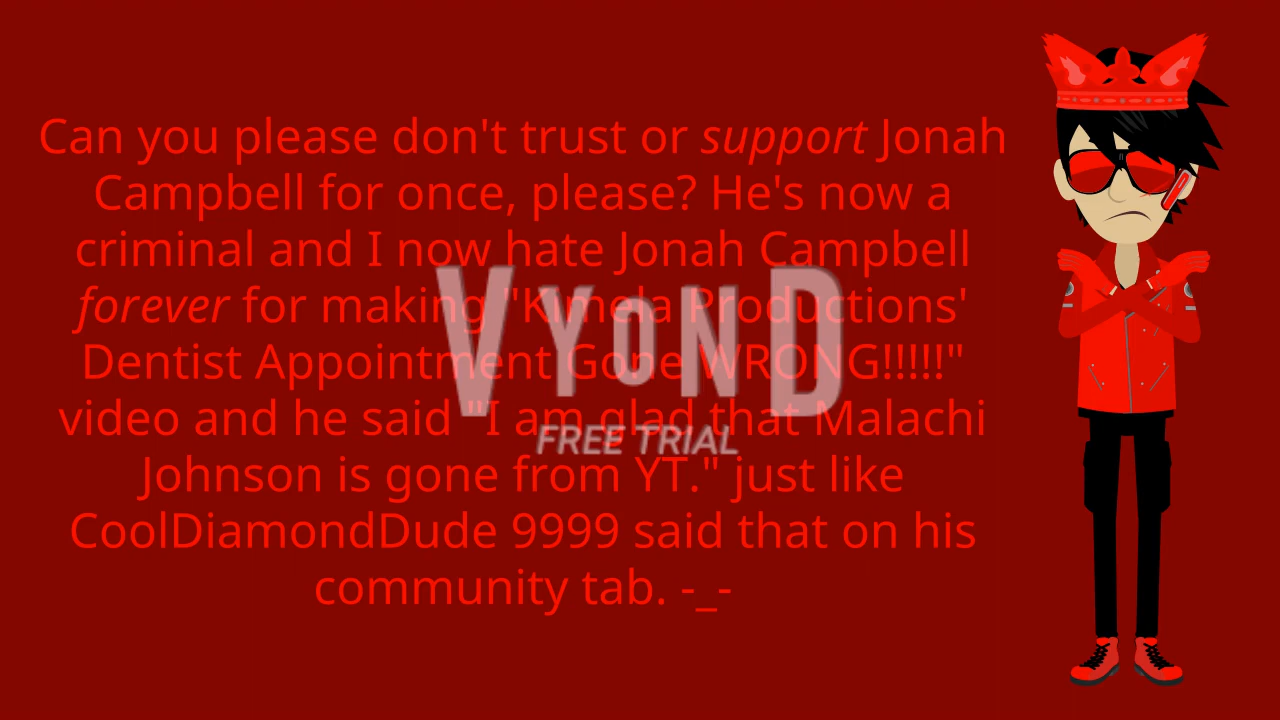 Can you please don't trust or support Jonah
Campbell for once, please? He's now a
criminal and I now hate Jonah Campbell
forever for making "Kimola Productions'
Dentist Appointment Gone WRONG!!!!!"
video and he said "I am glad that Malachi
Johnson is gone from YT." just like
CoolDiamondDude 9999 said that on his
community tab. -_-
VYOND
FREE TRIAL